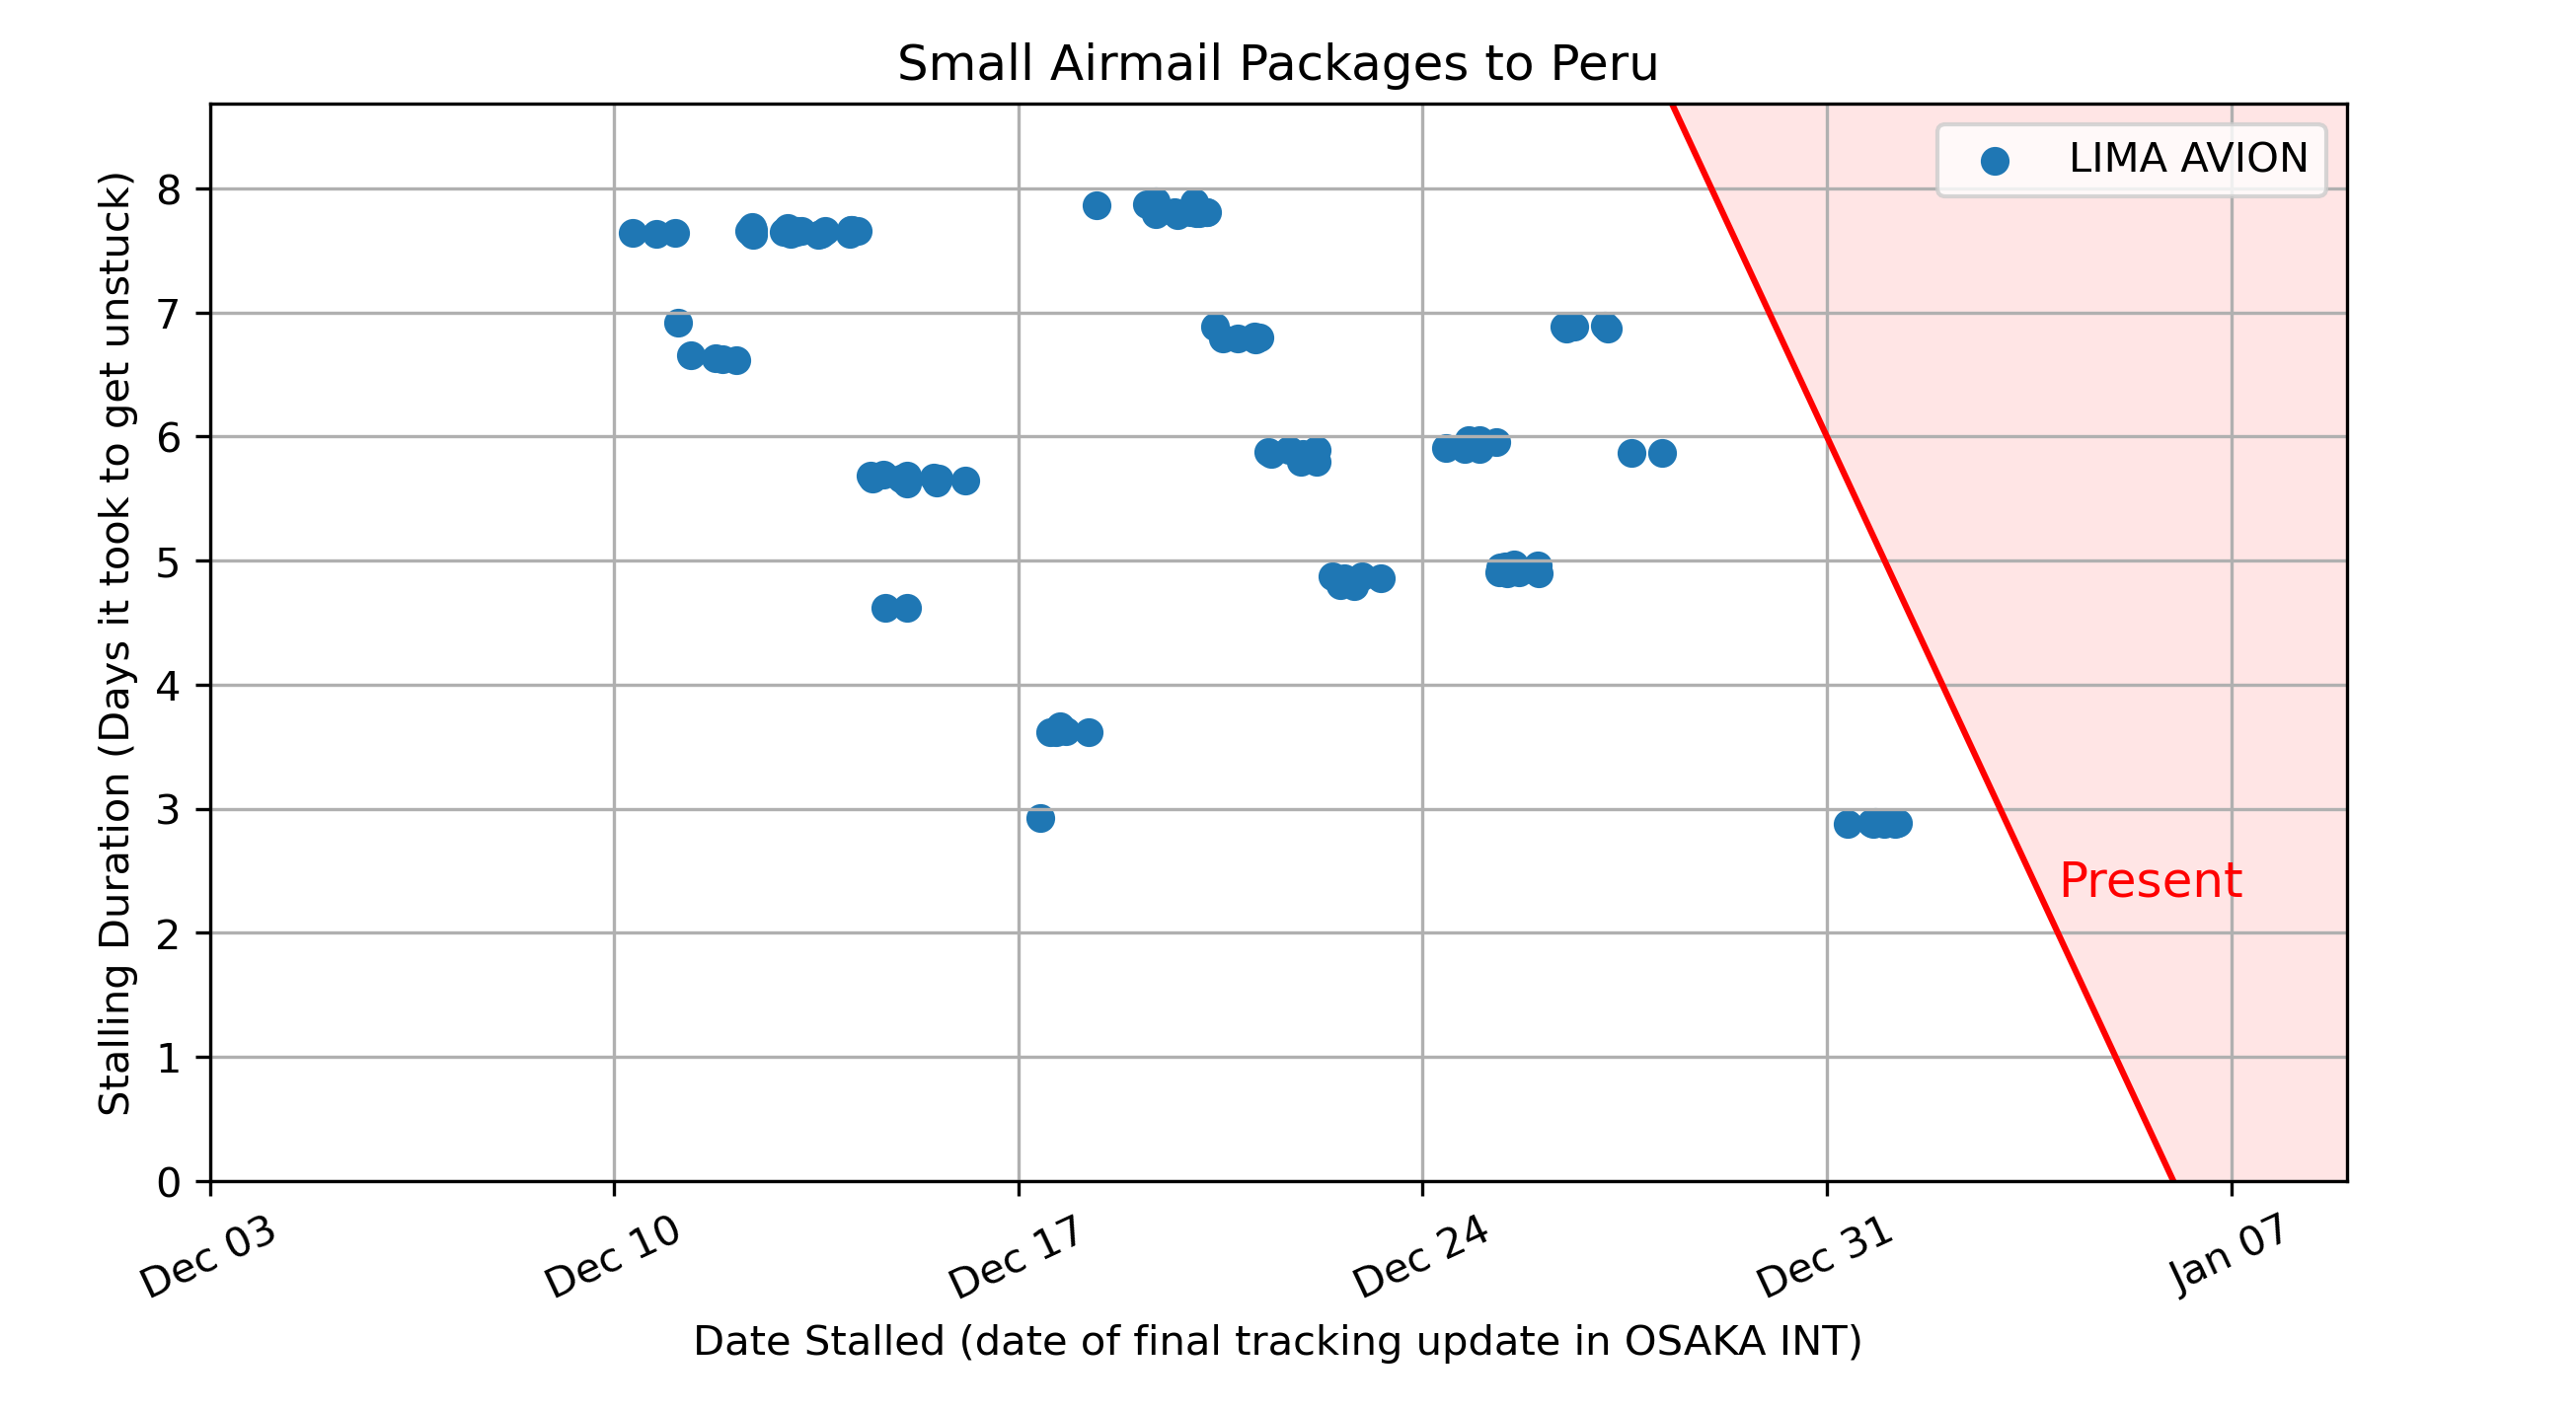 Small Airmail Packages to Peru
LIMA AVION
Stalling Duration (Days it took to get unstuck)
8
7
6
5
4
3
2
1
0
Present
Dec 03
Dec 10
Dec 17
Dec 24
Dec 31
Jan 07
Date Stalled (date of final tracking update in OSAKA INT)